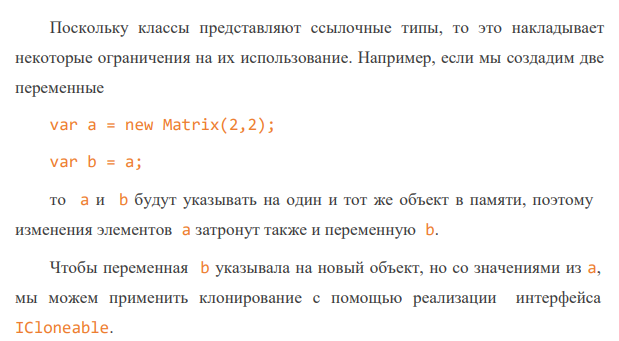 Поскольку классы представляют ссылочные типы, то это накладывает
некоторые ограничения на их использование. Например, если мы создадим две
переменные
var a = new Matrix(2,2);
var b = a;
то a и b будут указывать на один и тот же объект в памяти, поэтому
изменения элементов a затронут также и переменную b.
Чтобы переменная b указывала на новый объект, но со значениями из a,
мы можем применить клонирование с помощью реализации интерфейса
ICloneable.